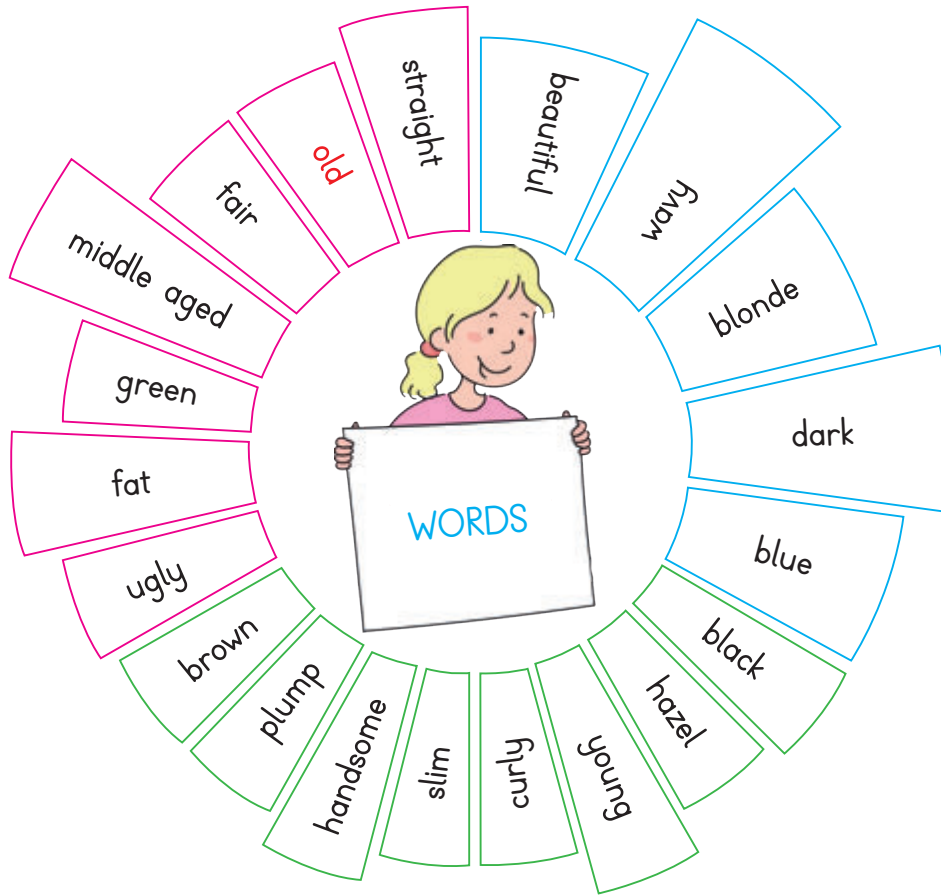 straight
beautiful
wavy
blonde
dark
blue
black
hazel
young
curly
slim
handsome
plump
brown
ugly
fat
green
middle aged
fair
old
WORDS